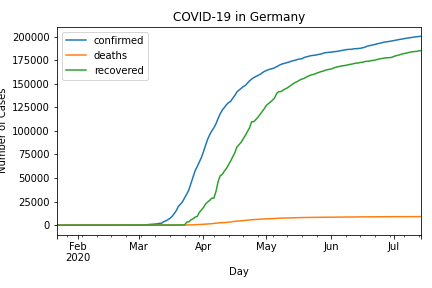 COVID-19 in Germany
confirmed
deaths
recovered
Number of Cases
200000
175000
150000
125000
100000
75000
50000
25000
0
Feb
2020
Mar
Apr
May
Jun
Jul
Day